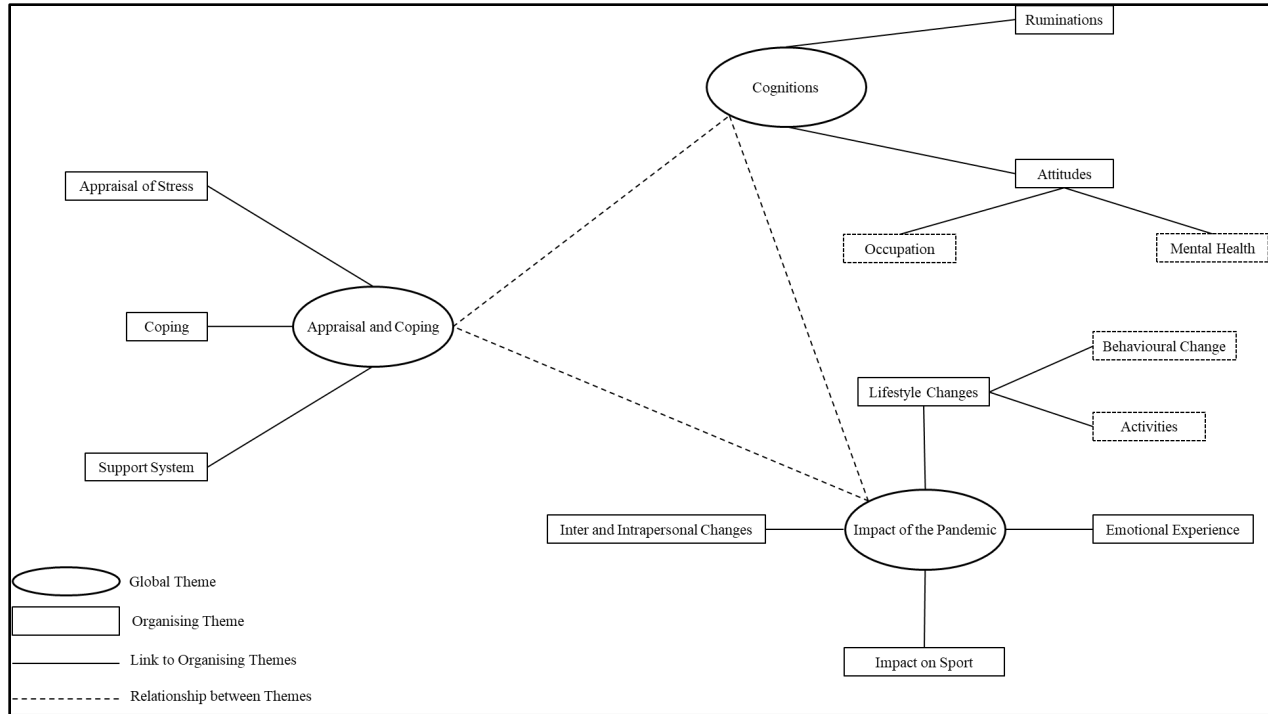 Ruminations
Cognitions
Attitudes
Appraisal of Stress
Occupation
Mental Health
Coping
Appraisal and Coping
Behavioural Change
Lifestyle Changes
Activities
Support System
Inter and Intrapersonal Changes
Impact of the Pandemic
Emotional Experience
Impact on Sport
Global Theme
Organising Theme
Link to Organising Themes
Relationship between Themes